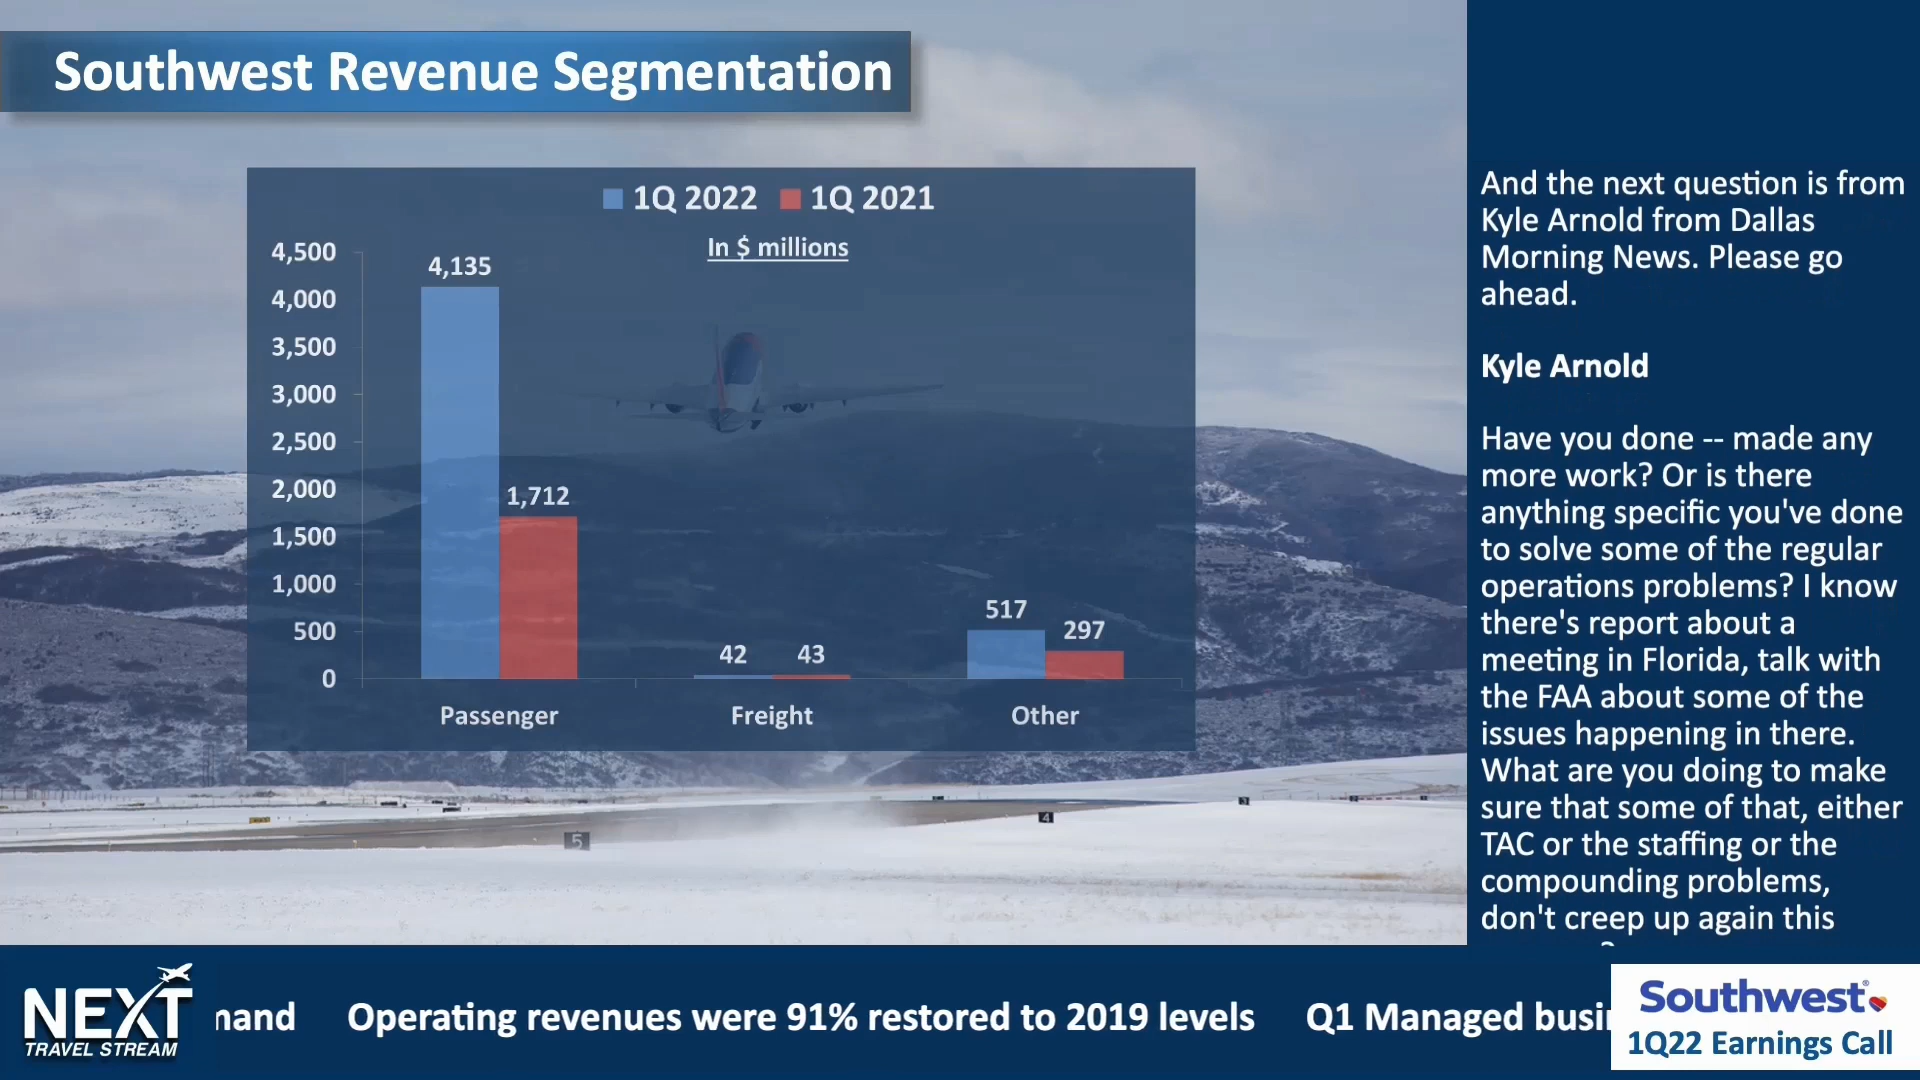 Southwest Revenue Segmentation
1Q 2022 1Q 2021
In $ millions
4,500
4,000
3,500
3,000
2,500
2,000
1,500
1,000
500
0
4,135
1,712
42
43
517
297
Passenger
Freight
Other
5
4
3
And the next question is from
Kyle Arnold from Dallas
Morning News. Please go
ahead.
Kyle Arnold
Have you done -- made any
more work? Or is there
anything specific you've done
to solve some of the regular
operations problems? I know
there's report about a
meeting in Florida, talk with
the FAA about some of the
issues happening in there.
What are you doing to make
sure that some of that, either
TAC or the staffing or the
compounding problems,
don't creep up again this
NEXT
TRAVEL STREAM
Operating revenues were 91% restored to 2019 levels Q1 Managed
Southwest®
1Q22 Earnings Call